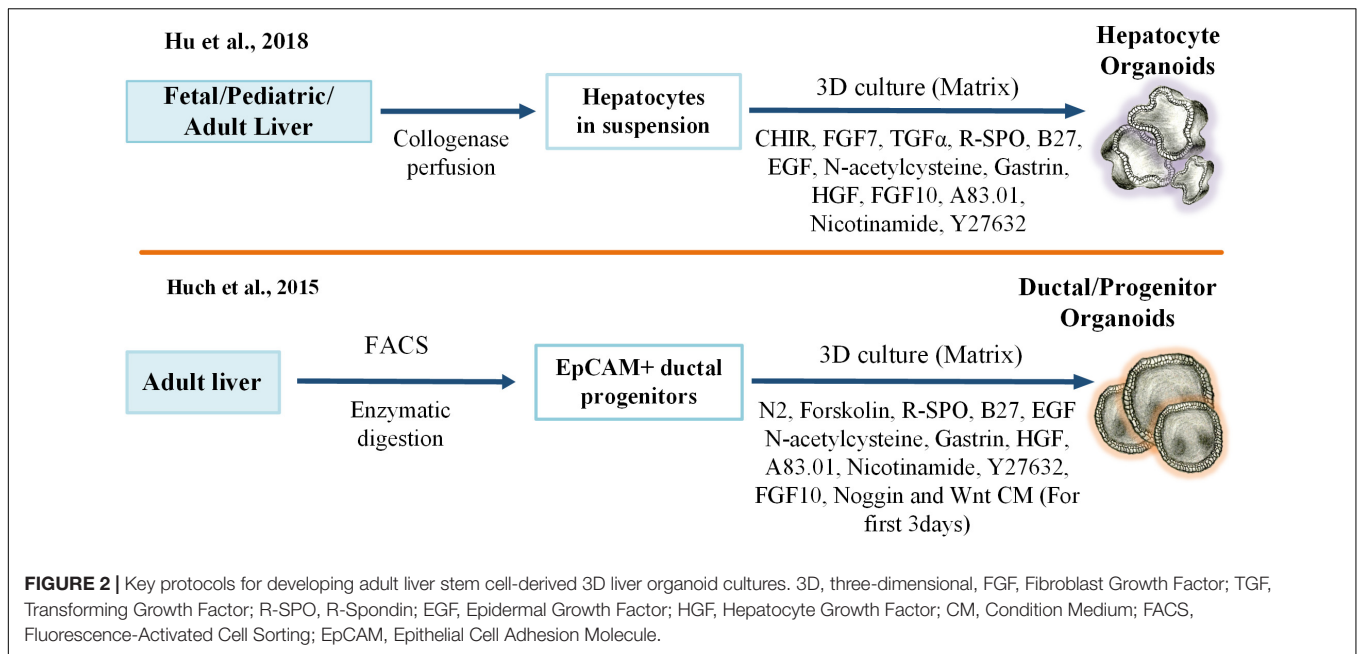 Hu et al., 2018
Fetal/Pediatric/
Adult Liver
Collogenase
perfusion
Hepatocytes
in suspension
3D culture (Matrix)
CHIR, FGF7, TGFα, R-SPO, B27,
EGF, N-acetylcysteine, Gastrin,
HGF, FGF10, A83.01,
Nicotinamide, Y27632
Hepatocyte
Organoids
Huch et al., 2015
Adult liver
FACS
Enzymatic
digestion
EpCAM+ ductal
progenitors
3D culture (Matrix)
N2, Forskolin, R-SPO, B27, EGF
N-acetylcysteine, Gastrin, HGF,
A83.01, Nicotinamide, Y27632,
FGF10, Noggin and Wnt CM (For
first 3days)
Ductal/Progenitor
Organoids
FIGURE 2 | Key protocols for developing adult liver stem cell-derived 3D liver organoid cultures. 3D, three-dimensional, FGF, Fibroblast Growth Factor; TGF,
Transforming Growth Factor; R-SPO, R-Spondin; EGF, Epidermal Growth Factor; HGF, Hepatocyte Growth Factor; CM, Condition Medium; FACS,
Fluorescence-Activated Cell Sorting; EpCAM, Epithelial Cell Adhesion Molecule.